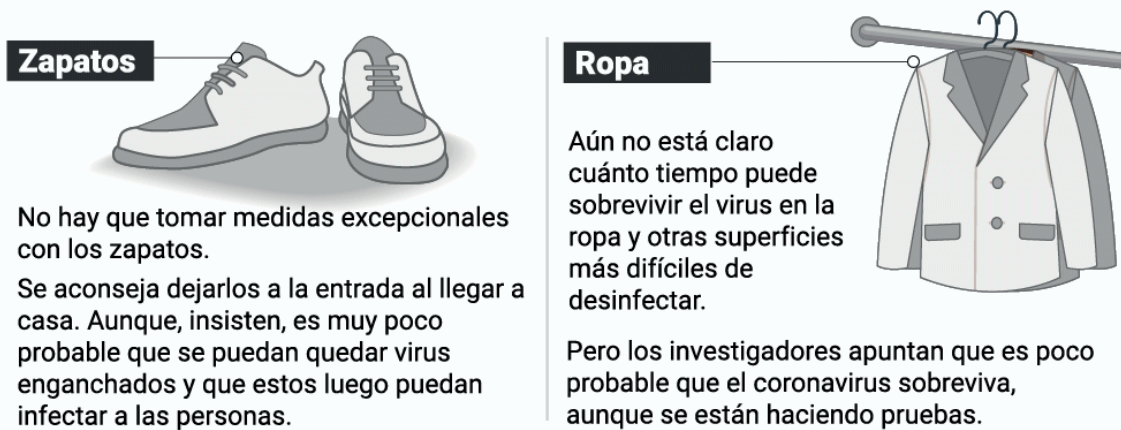 Zapatos
No hay que tomar medidas excepcionales
con los zapatos.
Se aconseja dejarlos a la entrada al llegar a
casa. Aunque, insisten, es muy poco
probable que se puedan quedar virus
enganchados y que estos luego puedan
infectar a las personas.
Ropa
Aún no está claro
cuánto tiempo puede
sobrevivir el virus en la
ropa y otras superficies
más difíciles de
desinfectar.
Pero los investigadores apuntan que es poco
probable que el coronavirus sobreviva,
aunque se están haciendo pruebas.